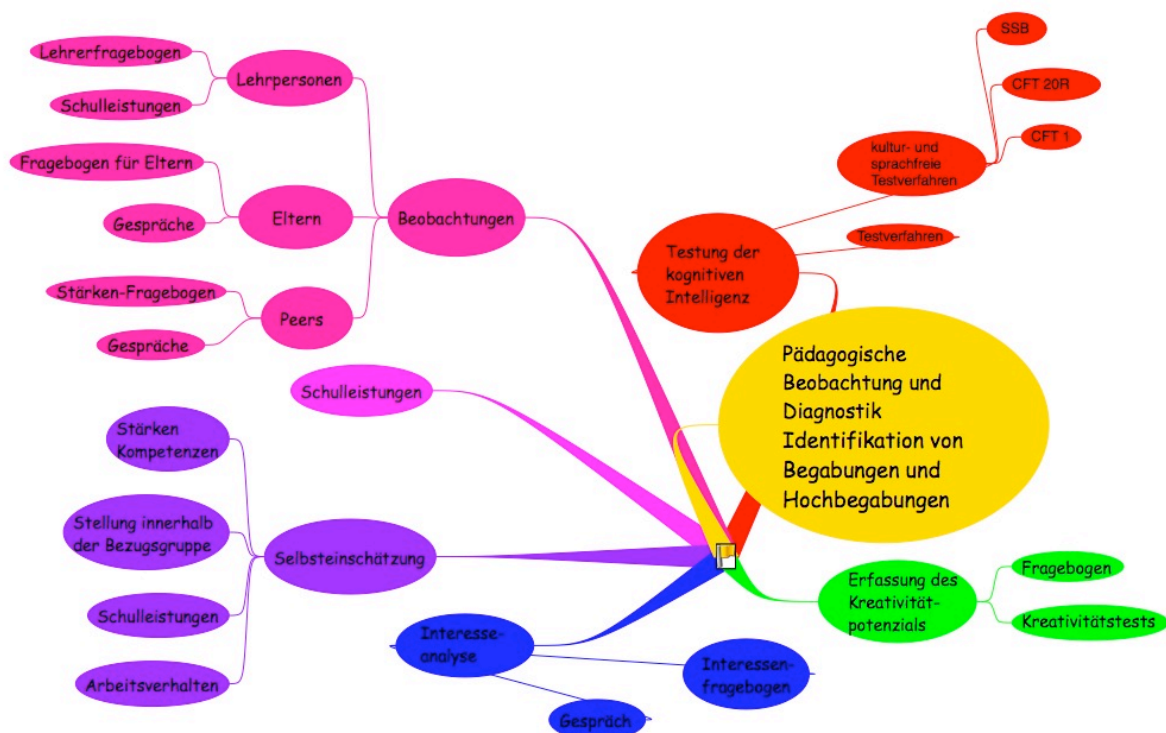 Lehrerfragebogen
Lehrpersonen
Schulleistungen
Fragebogen für Eltern
Gespräche
Eltern
Beobachtungen
Stärken-Fragebogen
Gespräche
Peers
SSB
CFT 20R
CFT 1
kultur- und
sprachfreie
Testverfahren
Testverfahren
Testung der
kognitiven
Intelligenz
Pädagogische
Beobachtung und
Diagnostik
Identifikation von
Begabungen und
Hochbegabungen
Schulleistungen
Stärken
Kompetenzen
Stellung innerhalb
der Bezugsgruppe
Schulleistungen
Arbeitsverhalten
Selbsteinschätzung
Interesse-
analyse
Interessen-
fragebogen
Gespräch
Erfassung des
Kreativität-
potenzials
Fragebogen
Kreativitätstests